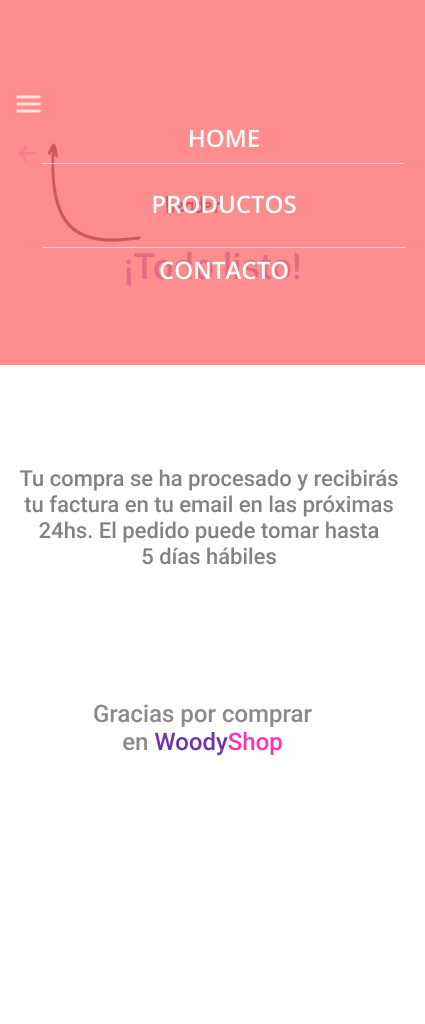 HOME
PRODUCTOS
CONTACTO
¡Todo listo!
Tu compra se ha procesado y recibirás
tu factura en tu email en las próximas
24hs. El pedido puede tomar hasta
5 días hábiles
Gracias por comprar
en WoodyShop